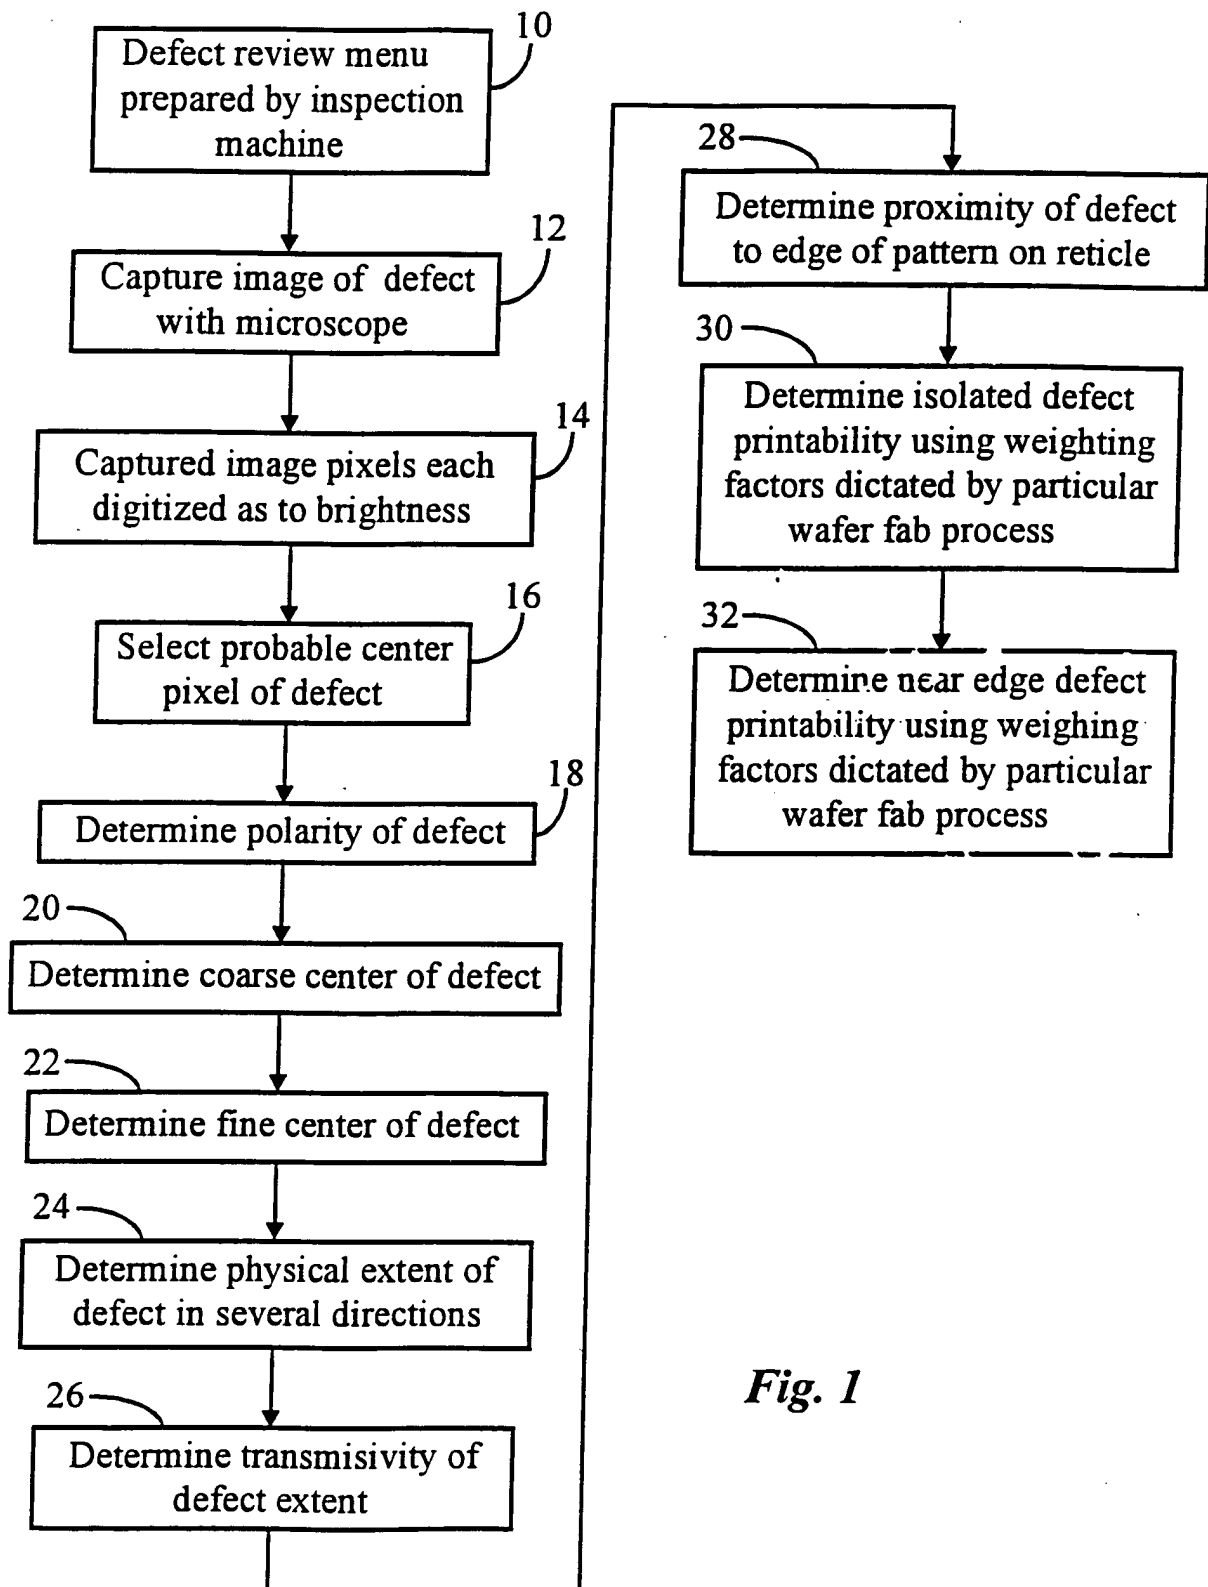 10
Defect review menu
prepared by inspection
machine
12
Capture image of defect
with microscope
14
Captured image pixels each
digitized as to brightness
16
Select probable center
pixel of defect
18
Determine polarity of defect
20
Determine coarse center of defect
22
Determine fine center of defect
24
Determine physical extent of
defect in several directions
26
Determine transmisivity of
defect extent
28
Determine proximity of defect
to edge of pattern on reticle
30
Determine isolated defect
printability using weighting
factors dictated by particular
wafer fab process
32
Determine near edge defect
printability using weighing
factors dictated by particular
wafer fab process
Fig. 1